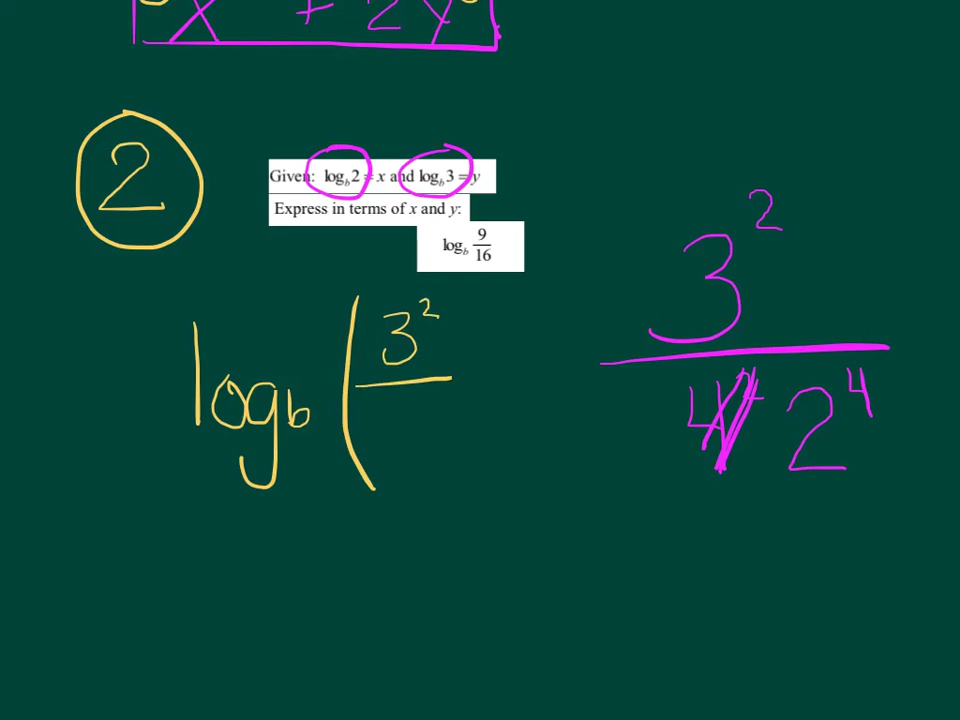 x + 2y
2
Given: log_b 2 = x and log_b 3 = y
Express in terms of x and y:
log_b 9/16
log_b ( 3^2
3^2
2^4